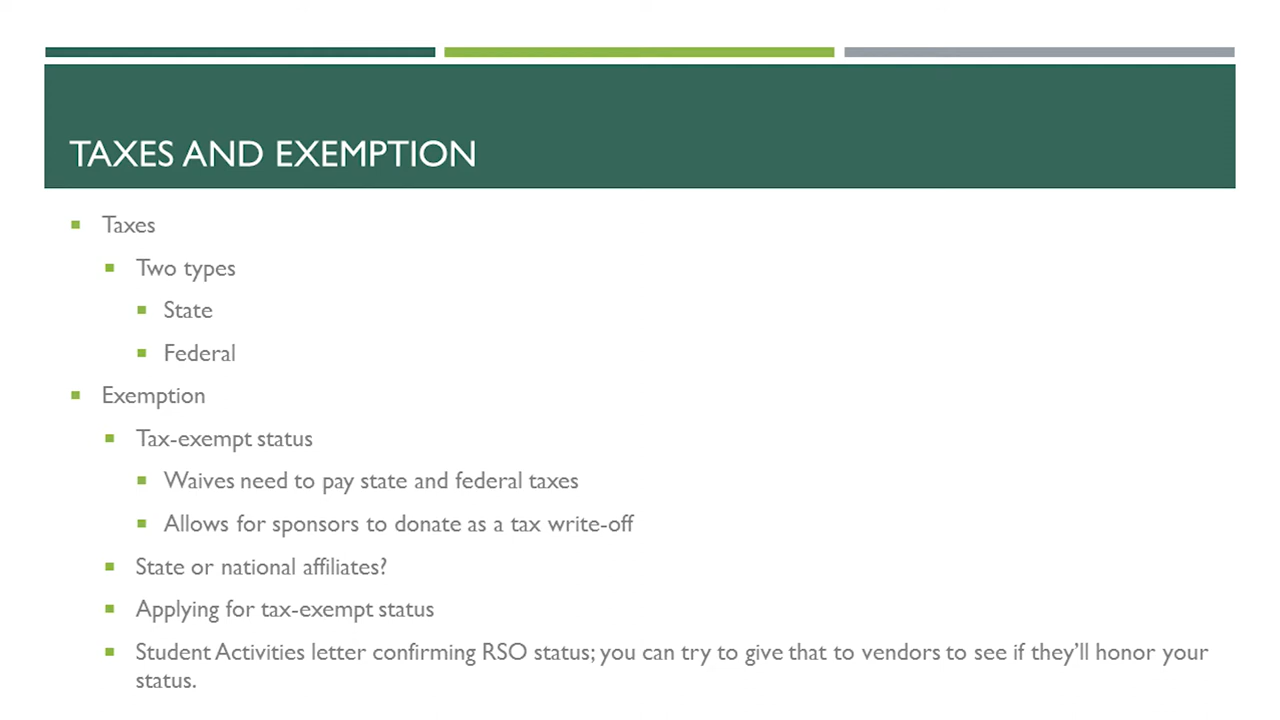 TAXES AND EXEMPTION
Taxes
Two types
State
Federal
Exemption
Tax-exempt status
Waives need to pay state and federal taxes
Allows for sponsors to donate as a tax write-off
State or national affiliates?
Applying for tax-exempt status
Student Activities letter confirming RSO status; you can try to give that to vendors to see if they’ll honor your
status.